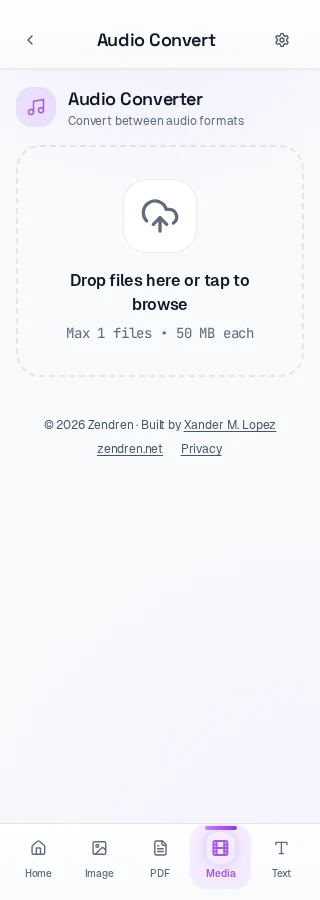 Audio Convert
Audio Converter
Convert between audio formats
Drop files here or tap to
browse
Max 1 files • 50 MB each
© 2026 Zendren · Built by Xander M. Lopez
zendren.net Privacy
Home Image PDF Media Text